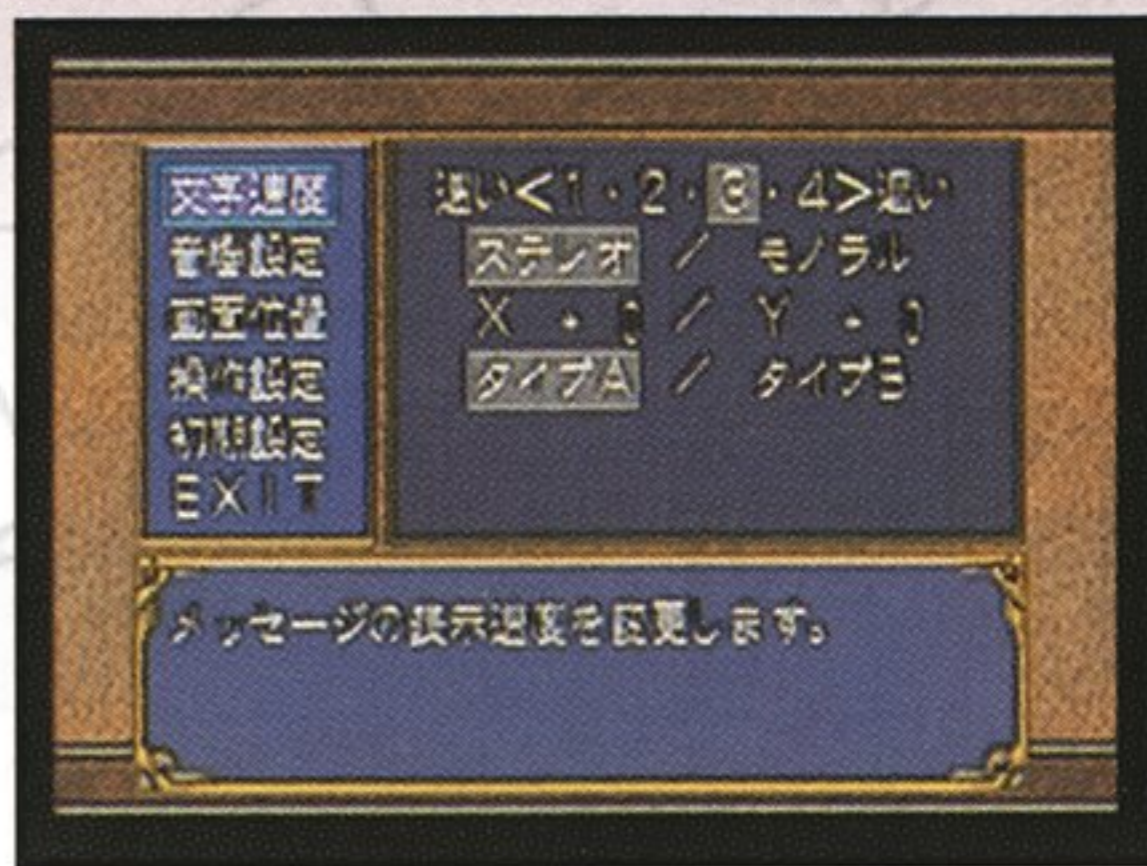 文字速度 速い<1・2・3・4>遅い
音響設定 ステレオ / モノラル
画面位置 X + 0 / Y + 0
操作設定 タイプA / タイプB
初期設定
EXIT
メッセージの表示速度を変更します。